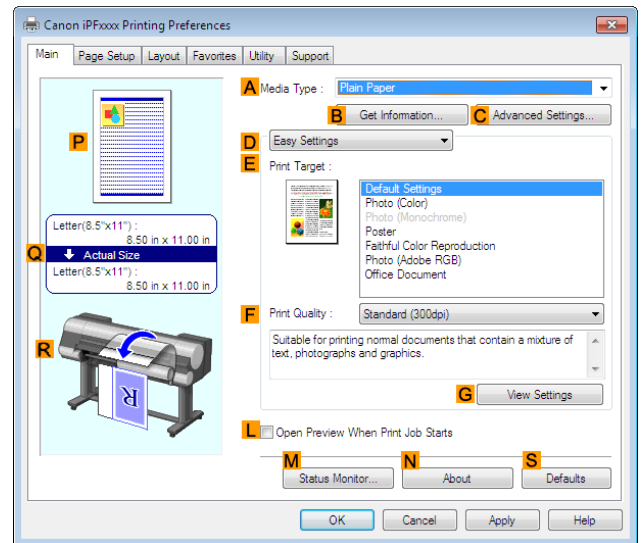 Canon iPFxxxx Printing Preferences
Main Page Setup Layout Favorites Utility Support
A Media Type : Plain Paper
B Get Information... C Advanced Settings...
D Easy Settings
E Print Target :
Default Settings
Photo (Color)
Photo (Monochrome)
Poster
Faithful Color Reproduction
Photo (Adobe RGB)
Office Document
P
Letter(8.5"x11") :
8.50 in x 11.00 in
Q Actual Size
Letter(8.5"x11") :
8.50 in x 11.00 in
R
R
F Print Quality : Standard (300dpi)
Suitable for printing normal documents that contain a mixture of
text, photographs and graphics.
G View Settings
L Open Preview When Print Job Starts
M N S
Status Monitor... About Defaults
OK Cancel Apply Help